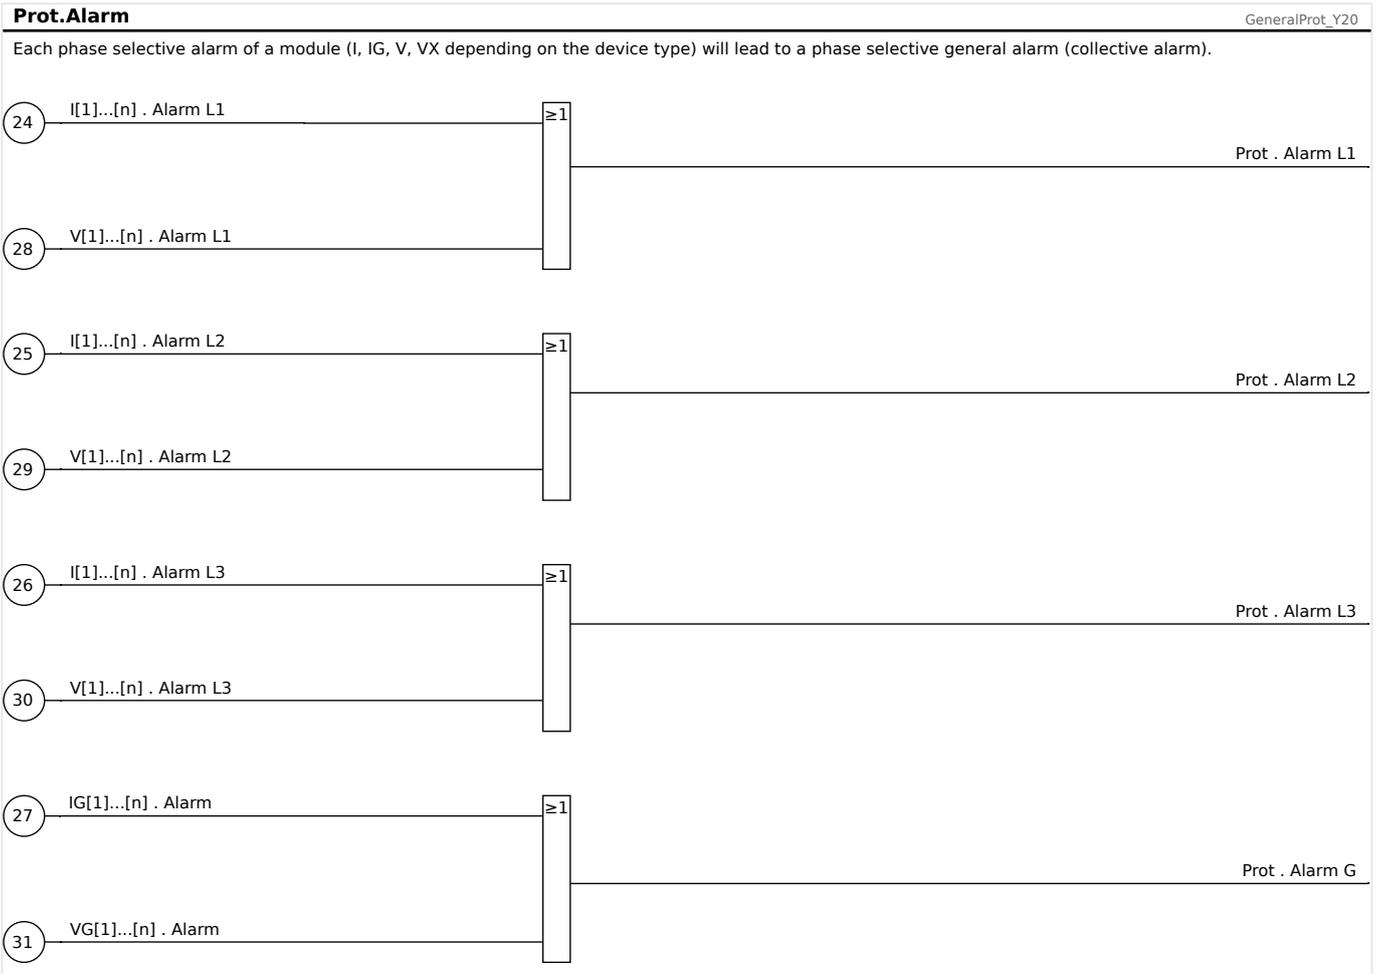 Prot.Alarm
GeneralProt_Y20
Each phase selective alarm of a module (I, IG, V, VX depending on the device type) will lead to a phase selective general alarm (collective alarm).
24
I[1]...[n] . Alarm L1
≥1
Prot . Alarm L1
28
V[1]...[n] . Alarm L1
25
I[1]...[n] . Alarm L2
≥1
Prot . Alarm L2
29
V[1]...[n] . Alarm L2
26
I[1]...[n] . Alarm L3
≥1
Prot . Alarm L3
30
V[1]...[n] . Alarm L3
27
IG[1]...[n] . Alarm
≥1
Prot . Alarm G
31
VG[1]...[n] . Alarm